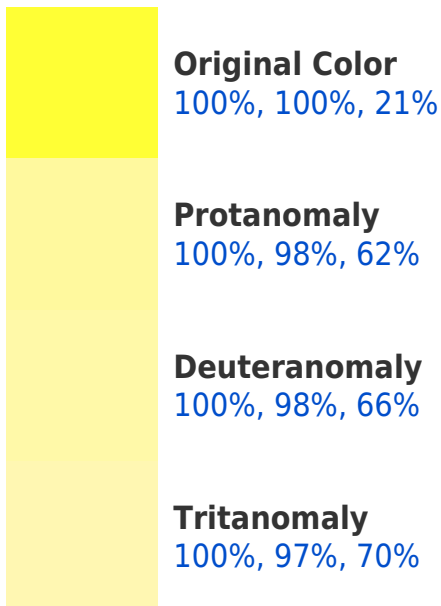 Original Color
100%, 100%, 21%
Protanomaly
100%, 98%, 62%
Deuteranomaly
100%, 98%, 66%
Tritanomaly
100%, 97%, 70%